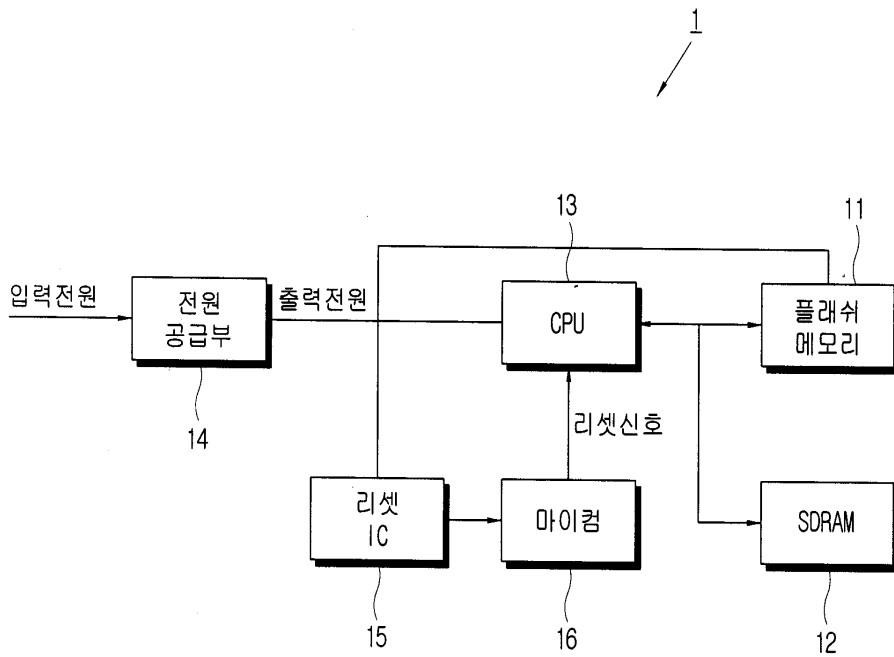 1
13
11
입력전원
전원
공급부
출력전원
CPU
플래쉬
메모리
14
리셋신호
리셋
IC
마이컴
SDRAM
15
16
12